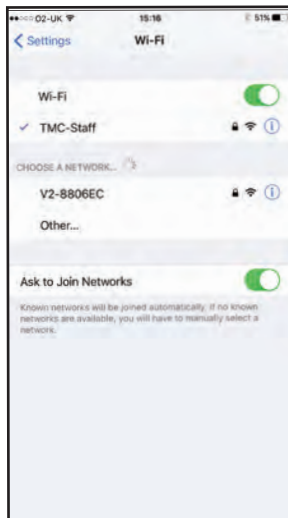 O2-UK 15:16 51%
Settings Wi-Fi
Wi-Fi
TMC-Staff
CHOOSE A NETWORK...
V2-8806EC
Other...
Ask to Join Networks
Known networks will be joined automatically. If no known
networks are available, you will have to manually select a
network.